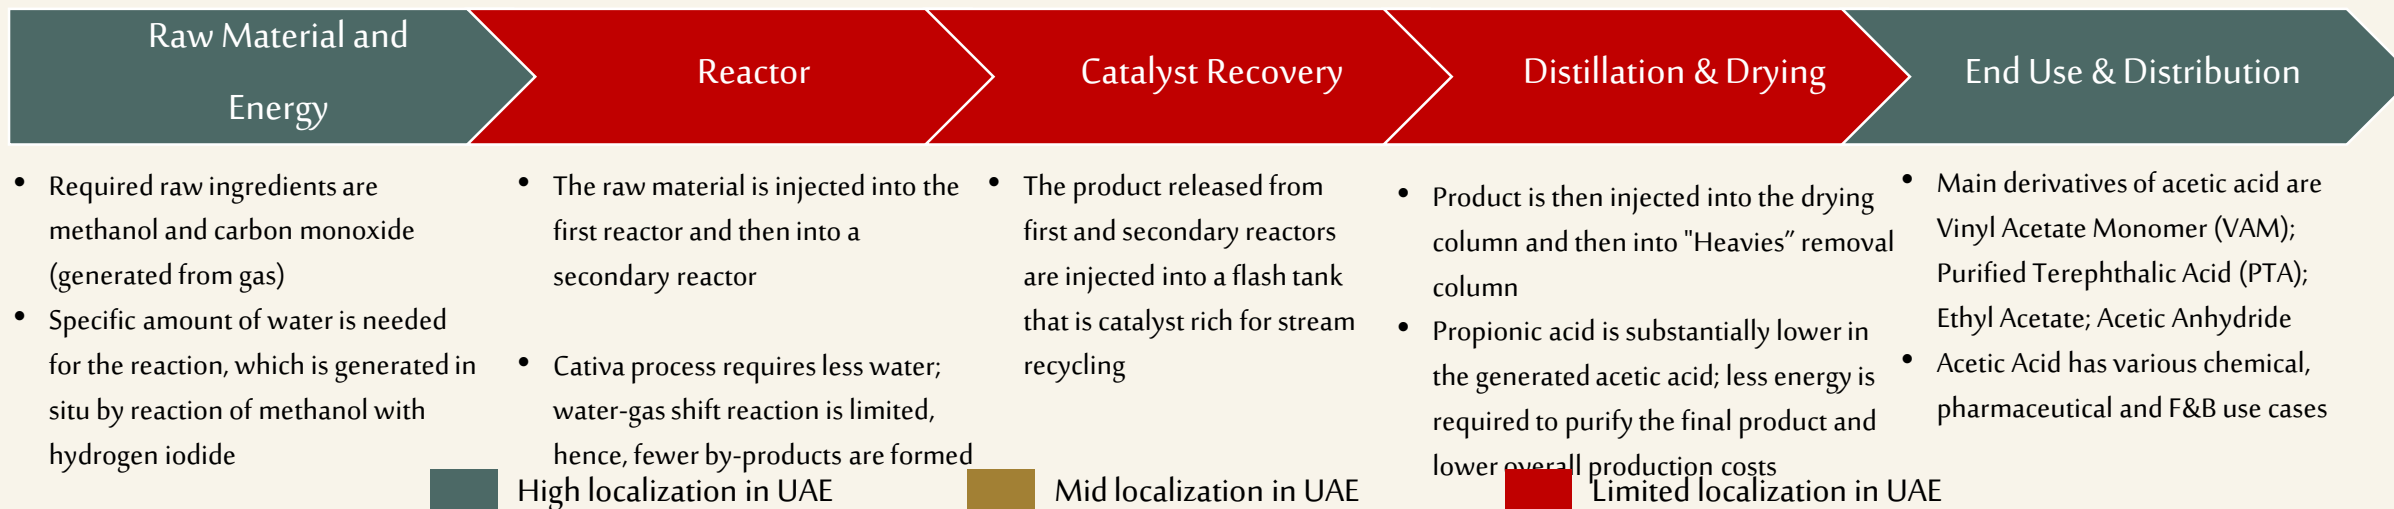 Raw Material and
Energy
Reactor
Catalyst Recovery
Distillation & Drying
End Use & Distribution
• Required raw ingredients are
methanol and carbon monoxide
(generated from gas)
• Specific amount of water is needed
for the reaction, which is generated in
situ by reaction of methanol with
hydrogen iodide
• The raw material is injected into the
first reactor and then into a
secondary reactor
• Cativa process requires less water;
water-gas shift reaction is limited,
hence, fewer by-products are formed
• The product released from
first and secondary reactors
are injected into a flash tank
that is catalyst rich for stream
recycling
• Product is then injected into the drying
column and then into "Heavies” removal
column
• Propionic acid is substantially lower in
the generated acetic acid; less energy is
required to purify the final product and
lower overall production costs
• Main derivatives of acetic acid are
Vinyl Acetate Monomer (VAM);
Purified Terephthalic Acid (PTA);
Ethyl Acetate; Acetic Anhydride
• Acetic Acid has various chemical,
pharmaceutical and F&B use cases
High localization in UAE
Mid localization in UAE
Limited localization in UAE